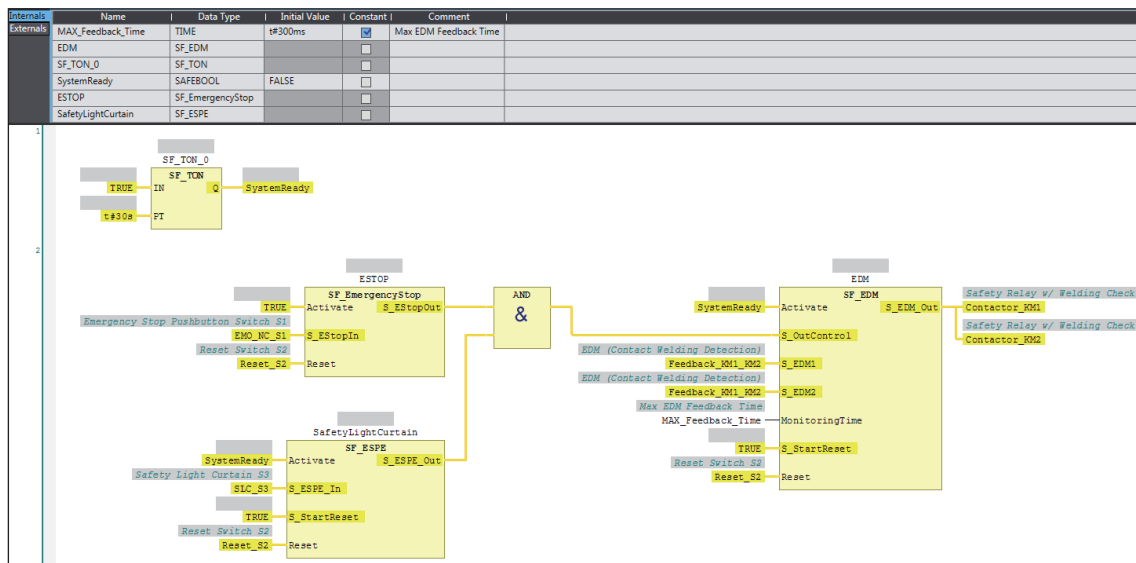 Internals Name Data Type Initial Value Constant Comment
Externals MAX_Feedback_Time TIME t#300ms Max EDM Feedback Time
EDM SF_EDM
SF_TON_0 SF_TON
SystemReady SAFEBOOL FALSE
ESTOP SF_EmergencyStop
SafetyLightCurtain SF_ESPE
1
SF_TON_0
SF_TON
TRUE IN Q SystemReady
t#30s PT
2
ESTOP
SF_EmergencyStop
TRUE Activate S_EStopOut
Emergency Stop Pushbutton Switch S1
EMO_NC_S1 S_EStopIn
Reset Switch S2
Reset_S2 Reset
AND
&
EDM
SF_EDM
SystemReady Activate S_EDM_Out
Safety Relay w/ Welding Check
Contactor_KM1
Safety Relay w/ Welding Check
Contactor_KM2
S_OutControl
EDM (Contact Welding Detection)
Feedback_KM1_KM2 S_EDM1
EDM (Contact Welding Detection)
Feedback_KM1_KM2 S_EDM2
Max EDM Feedback Time
MAX_Feedback_Time MonitoringTime
TRUE S_StartReset
Reset Switch S2
Reset_S2 Reset
SafetyLightCurtain
SF_ESPE
SystemReady Activate S_ESPE_Out
Safety Light Curtain S3
SLC_S3 S_ESPE_In
TRUE S_StartReset
Reset Switch S2
Reset_S2 Reset